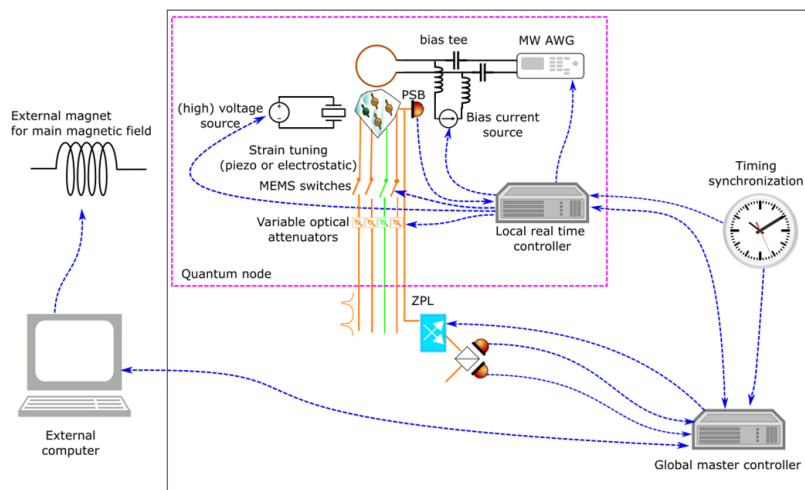 bias tee
MW AWG
(high) voltage
source
PSB
Bias current
source
External magnet
for main magnetic field
Strain tuning
(piezo or electrostatic)
MEMS switches
Timing
synchronization
Variable optical
attenuators
Local real time
controller
Quantum node
ZPL
External
computer
Global master controller